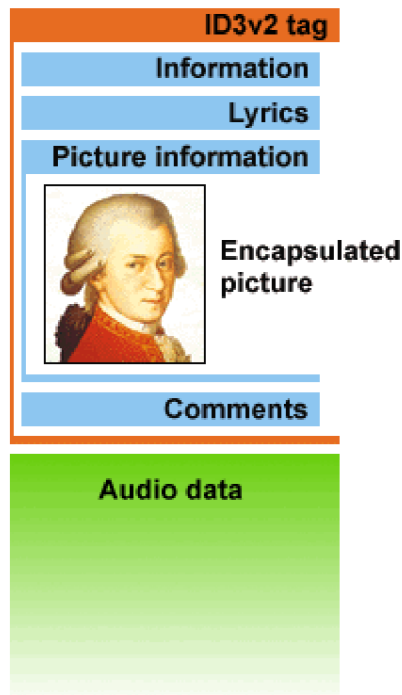 ID3v2 tag
Information
Lyrics
Picture information
Encapsulated
picture
Comments
Audio data